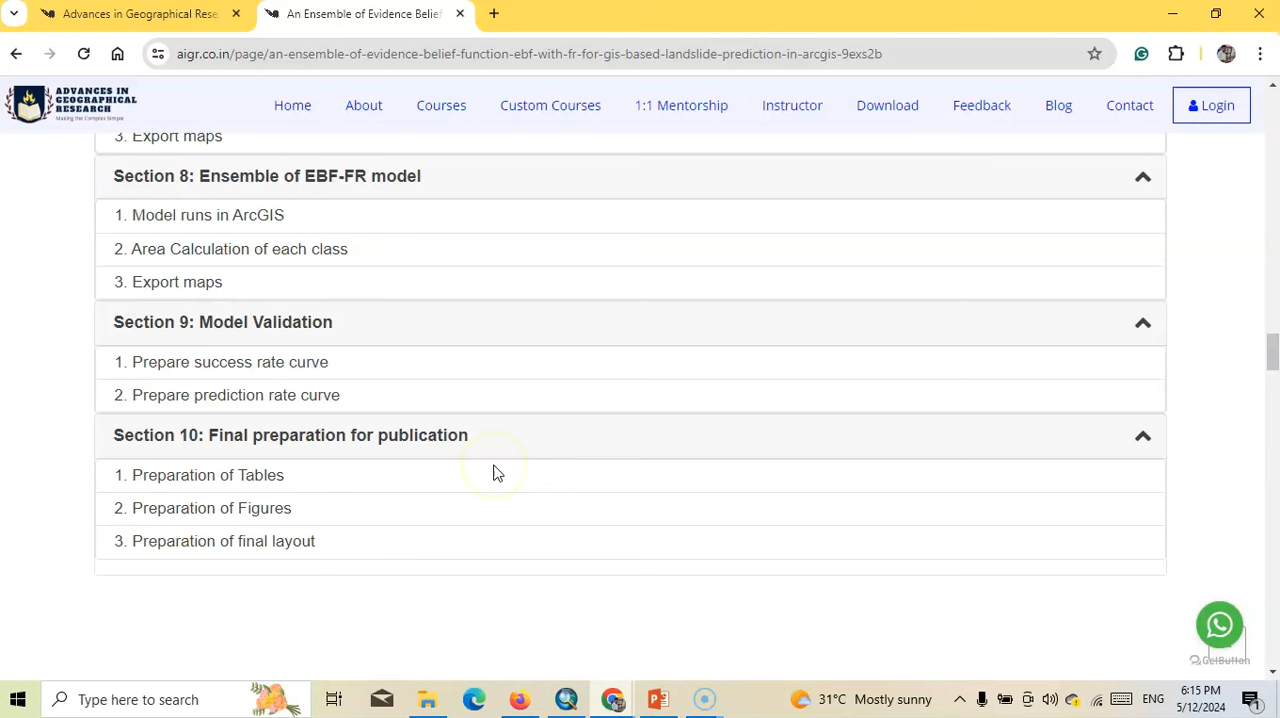 Advances in Geographical Rese
An Ensemble of Evidence Belief
aigr.co.in/page/an-ensemble-of-evidence-belief-function-ebf-with-fr-for-gis-based-landslide-prediction-in-arcgis-9exs2b
ADVANCES IN
GEOGRAPHICAL
RESEARCH
Making the Complex Simple
Home
About
Courses
Custom Courses
1:1 Mentorship
Instructor
Download
Feedback
Blog
Contact
Login
3. Export maps
Section 8: Ensemble of EBF-FR model
1. Model runs in ArcGIS
2. Area Calculation of each class
3. Export maps
Section 9: Model Validation
1. Prepare success rate curve
2. Prepare prediction rate curve
Section 10: Final preparation for publication
1. Preparation of Tables
2. Preparation of Figures
3. Preparation of final layout
GetButton
Type here to search
31°C Mostly sunny
ENG
6:15 PM
5/12/2024
1